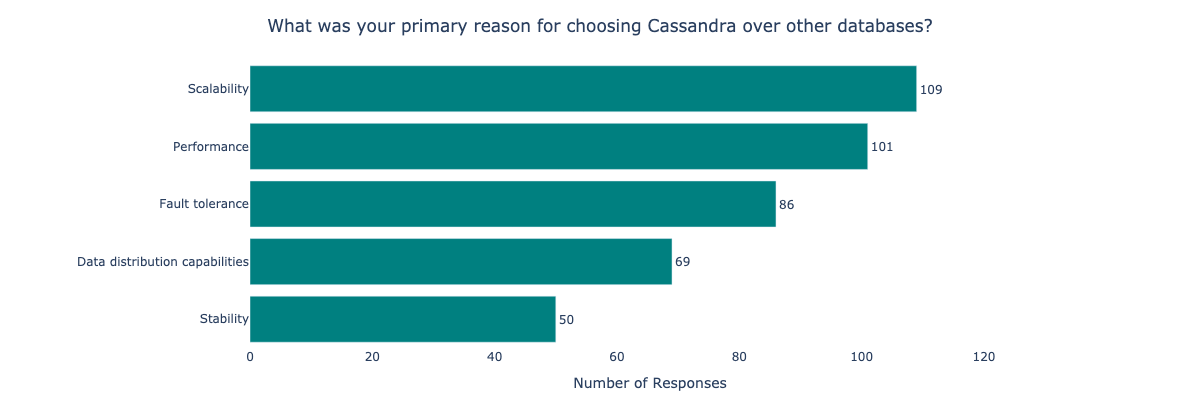 What was your primary reason for choosing Cassandra over other databases?
Scalability 109
Performance 101
Fault tolerance 86
Data distribution capabilities 69
Stability 50
0 20 40 60 80 100 120
Number of Responses